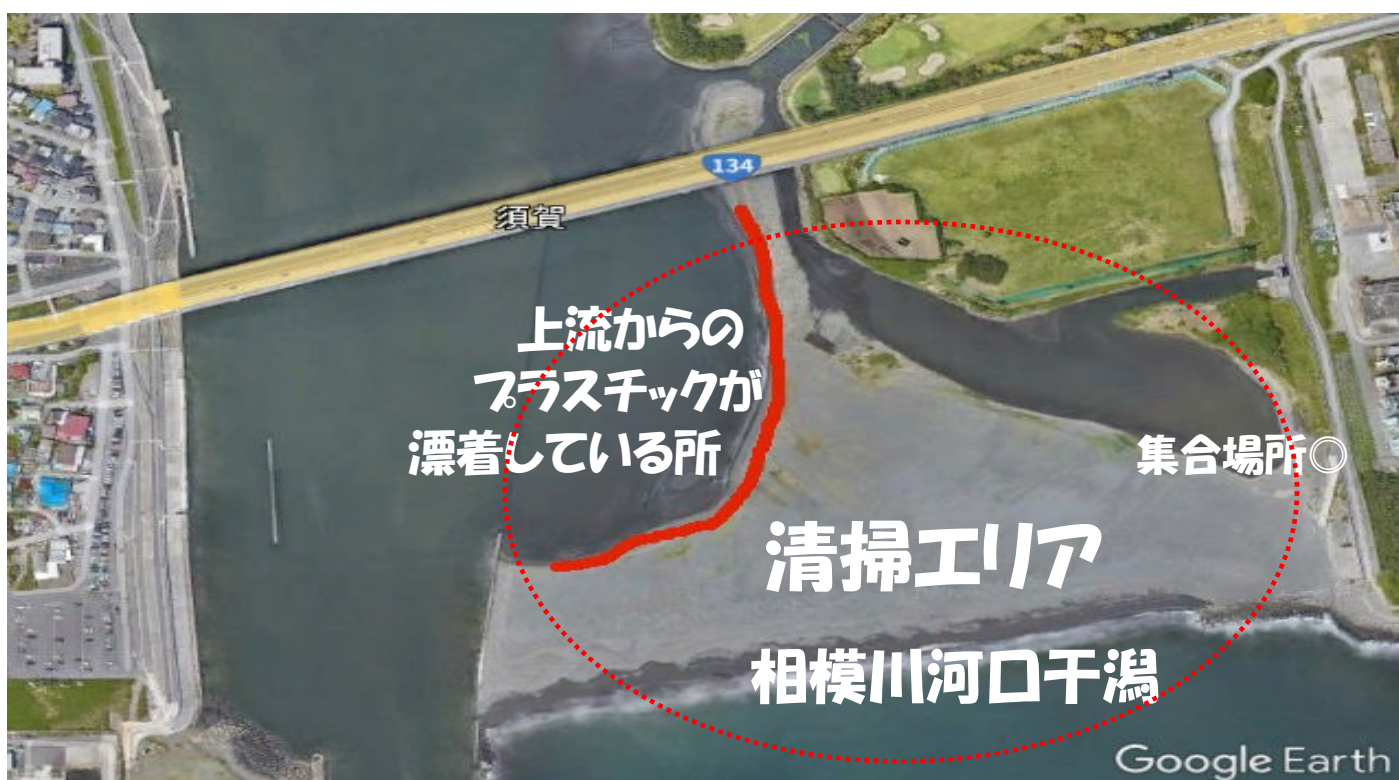 134
須賀
上流からの
プラスチックが
漂着している所
集合場所◎
清掃エリア
相模川河口干潟
Google Earth